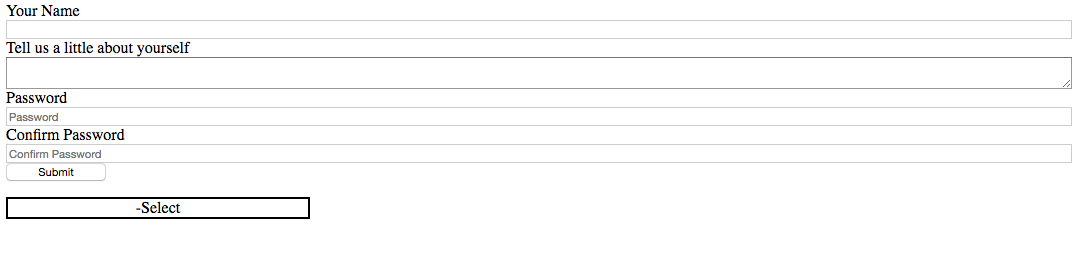 Your Name
Tell us a little about yourself
Password
Password
Confirm Password
Confirm Password
Submit
-Select